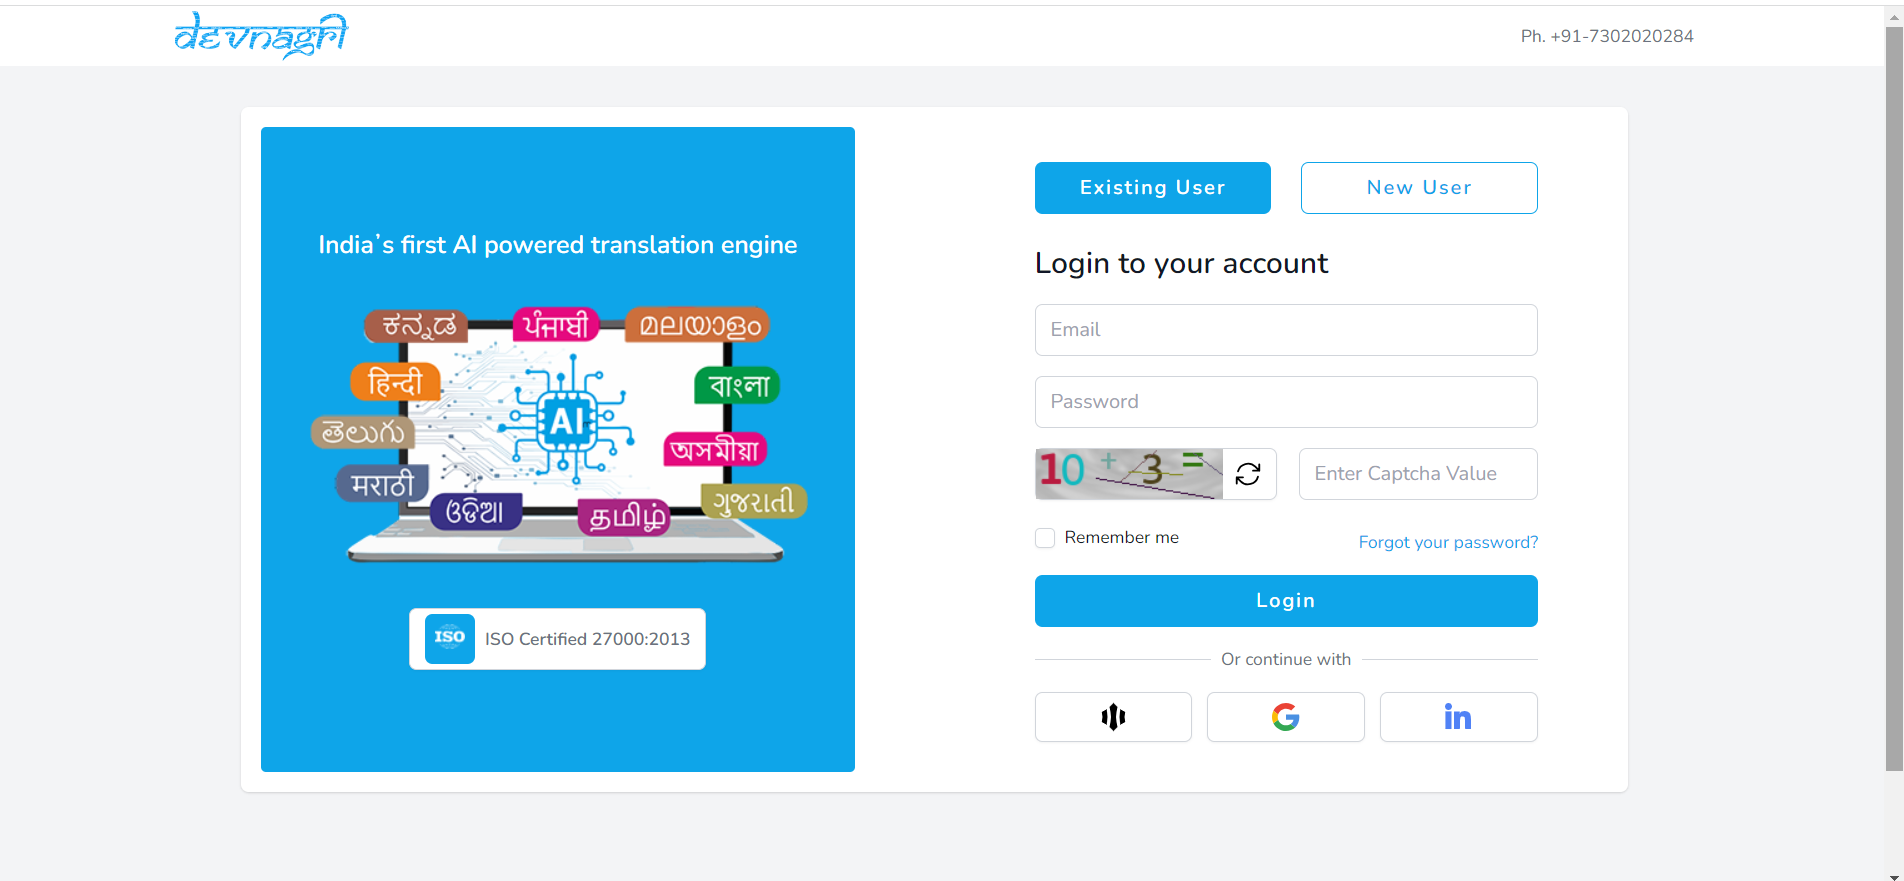 devnagri
Ph. +91-7302020284
India's first AI powered translation engine
ಕನ್ನಡ
ਪੰਜਾਬੀ
മലയാളം
हिन्दी
বাংলা
తెలుగు
AI
অসমীয়া
मराठी
ગુજરાતી
ଓଡିଆ
தமிழ்
ISO
ISO Certified 27000:2013
Existing User
New User
Login to your account
Email
Password
10 + 3 =
Enter Captcha Value
Remember me
Forgot your password?
Login
Or continue with
G
in